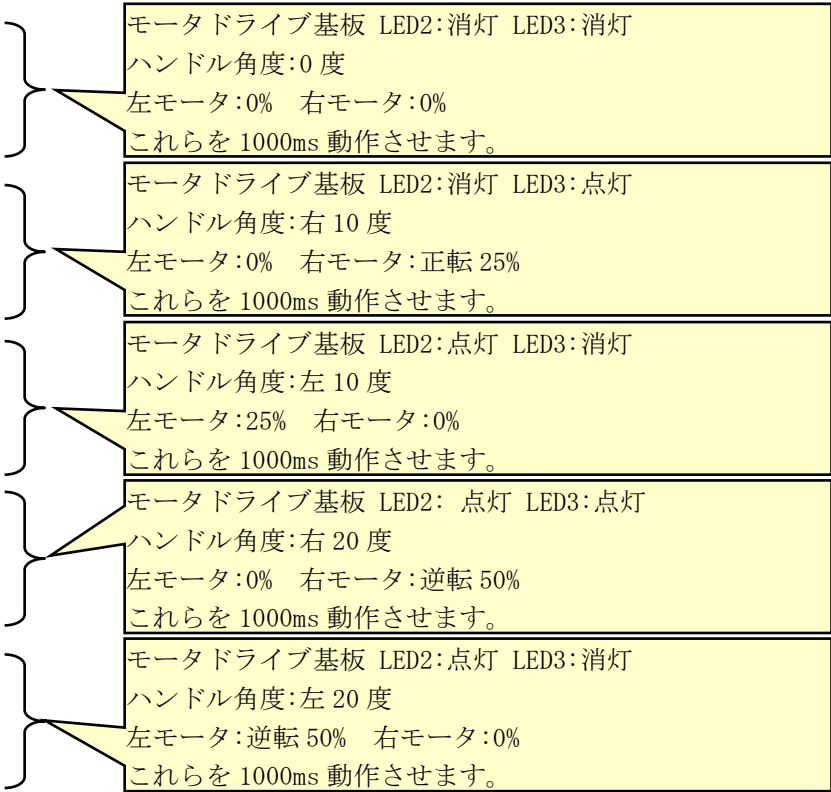 モータドライブ基板 LED2:消灯 LED3:消灯
ハンドル角度:0 度
左モータ:0%　右モータ:0%
これらを 1000ms 動作させます。
モータドライブ基板 LED2:消灯 LED3:点灯
ハンドル角度:右 10 度
左モータ:0%　右モータ:正転 25%
これらを 1000ms 動作させます。
モータドライブ基板 LED2:点灯 LED3:消灯
ハンドル角度:左 10 度
左モータ:25%　右モータ:0%
これらを 1000ms 動作させます。
モータドライブ基板 LED2: 点灯 LED3:点灯
ハンドル角度:右 20 度
左モータ:0%　右モータ:逆転 50%
これらを 1000ms 動作させます。
モータドライブ基板 LED2:点灯 LED3:消灯
ハンドル角度:左 20 度
左モータ:逆転 50%　右モータ:0%
これらを 1000ms 動作させます。